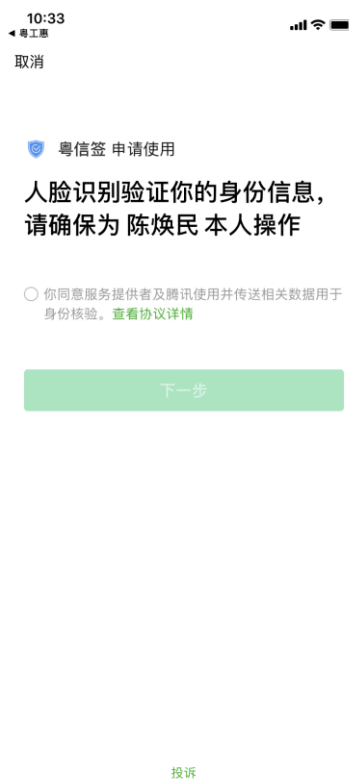 10:33
◀ 粤工惠
取消
粤信签 申请使用
人脸识别验证你的身份信息，
请确保为 陈焕民 本人操作
你同意服务提供者及腾讯使用并传送相关数据用于
身份核验。查看协议详情
下一步
投诉